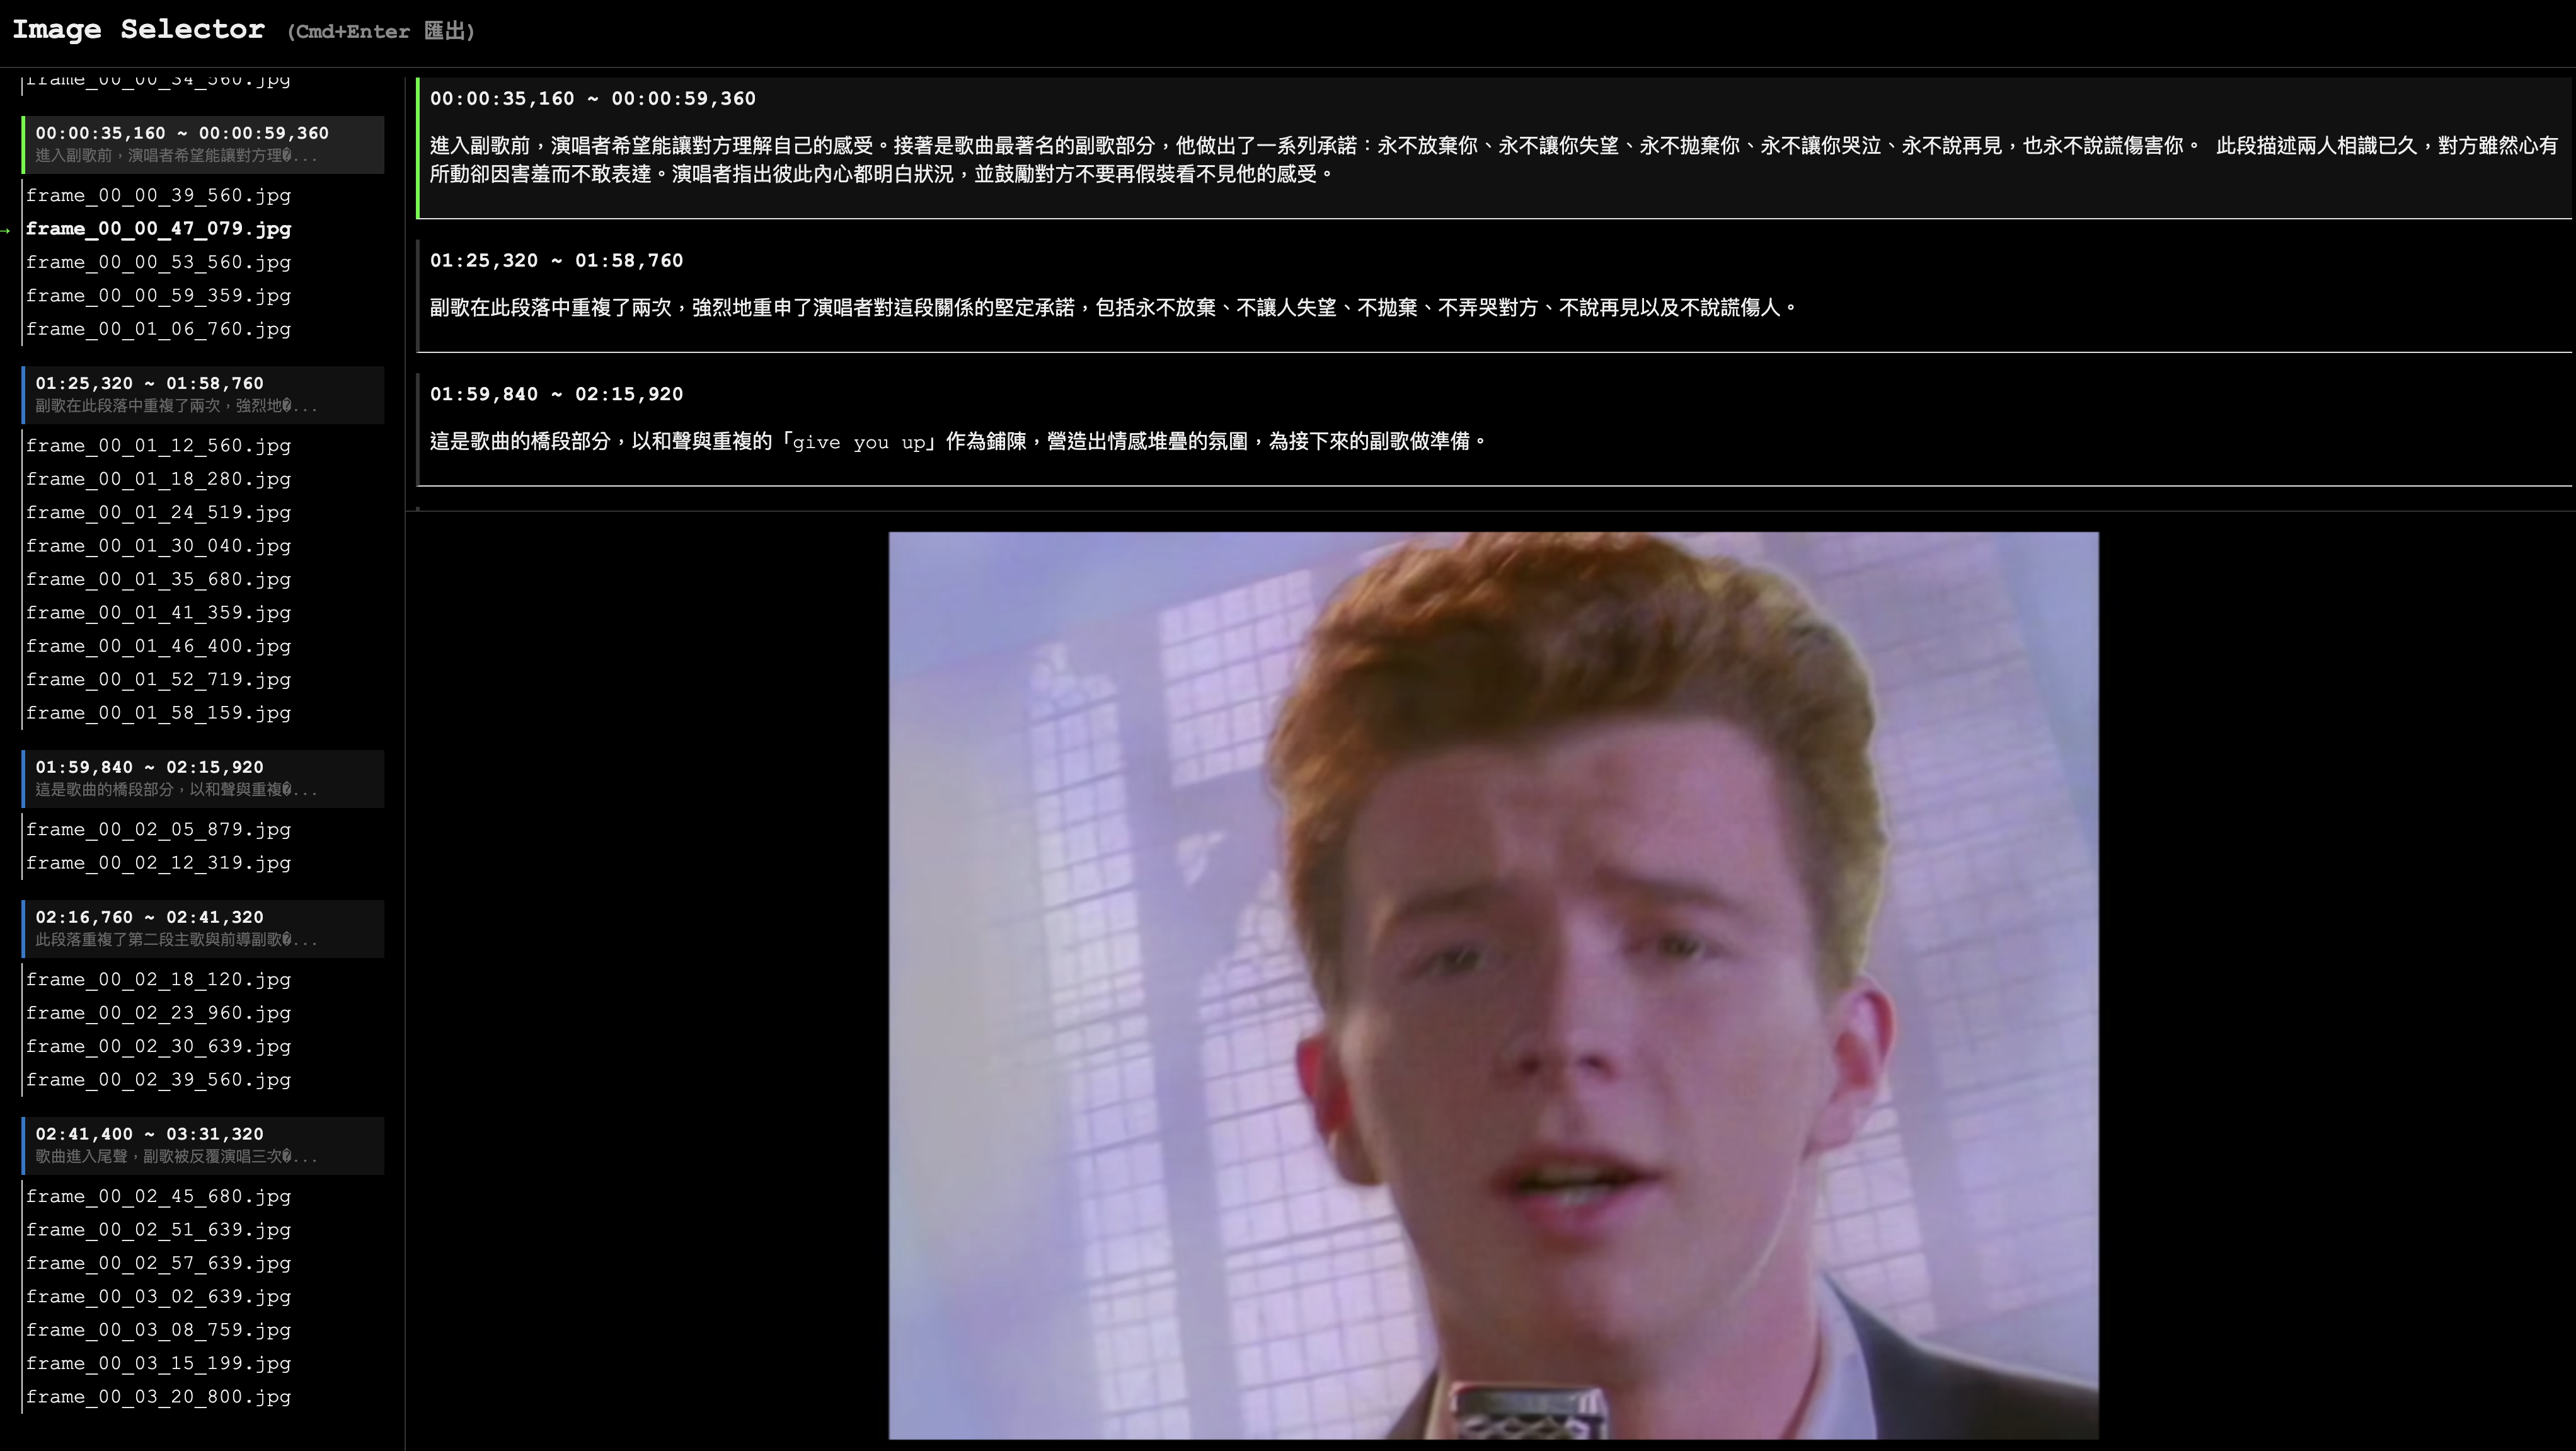 Image Selector (Cmd+Enter 匯出)
frame_00_00_34_560.jpg
00:00:35,160 ~ 00:00:59,360
進入副歌前，演唱者希望能讓對方理�...
frame_00_00_39_560.jpg
→ frame_00_00_47_079.jpg
frame_00_00_53_560.jpg
frame_00_00_59_359.jpg
frame_00_01_06_760.jpg
01:25,320 ~ 01:58,760
副歌在此段落中重複了兩次，強烈地�...
frame_00_01_12_560.jpg
frame_00_01_18_280.jpg
frame_00_01_24_519.jpg
frame_00_01_30_040.jpg
frame_00_01_35_680.jpg
frame_00_01_41_359.jpg
frame_00_01_46_400.jpg
frame_00_01_52_719.jpg
frame_00_01_58_159.jpg
01:59,840 ~ 02:15,920
這是歌曲的橋段部分，以和聲與重複�...
frame_00_02_05_879.jpg
frame_00_02_12_319.jpg
02:16,760 ~ 02:41,320
此段落重複了第二段主歌與前導副歌�...
frame_00_02_18_120.jpg
frame_00_02_23_960.jpg
frame_00_02_30_639.jpg
frame_00_02_39_560.jpg
02:41,400 ~ 03:31,320
歌曲進入尾聲，副歌被反覆演唱三次�...
frame_00_02_45_680.jpg
frame_00_02_51_639.jpg
frame_00_02_57_639.jpg
frame_00_03_02_639.jpg
frame_00_03_08_759.jpg
frame_00_03_15_199.jpg
frame_00_03_20_800.jpg
00:00:35,160 ~ 00:00:59,360
進入副歌前，演唱者希望能讓對方理解自己的感受。接著是歌曲最著名的副歌部分，他做出了一系列承諾：永不放棄你、永不讓你失望、永不拋棄你、永不讓你哭泣、永不說再見，也永不說謊傷害你。 此段描述兩人相識已久，對方雖然心有
所動卻因害羞而不敢表達。演唱者指出彼此內心都明白狀況，並鼓勵對方不要再假裝看不見他的感受。
01:25,320 ~ 01:58,760
副歌在此段落中重複了兩次，強烈地重申了演唱者對這段關係的堅定承諾，包括永不放棄、不讓人失望、不拋棄、不弄哭對方、不說再見以及不說謊傷人。
01:59,840 ~ 02:15,920
這是歌曲的橋段部分，以和聲與重複的「give you up」作為鋪陳，營造出情感堆疊的氛圍，為接下來的副歌做準備。